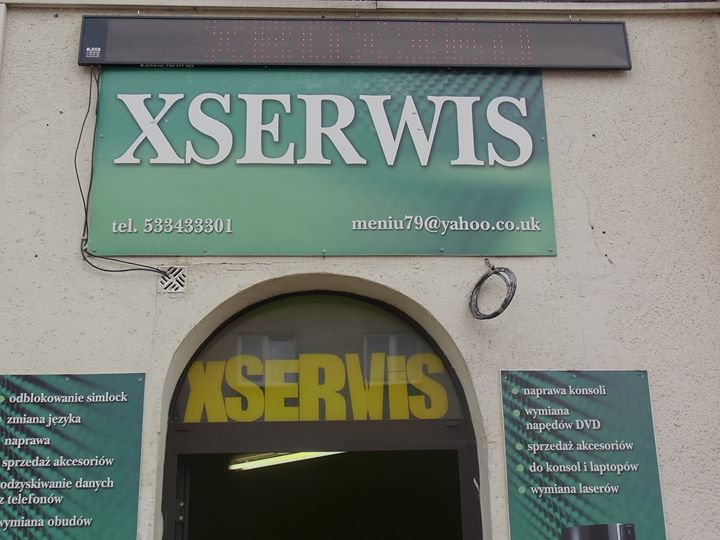 XBOX360
XSERWIS
tel. 533433301
meniu79@yahoo.co.uk
XSERWIS
odblokowanie simlock
zmiana języka
naprawa
sprzedaż akcesoriów
odzyskiwanie danych
z telefonów
wymiana obudów
naprawa konsoli
wymiana
napędów DVD
sprzedaż akcesoriów
do konsol i laptopów
wymiana laserów